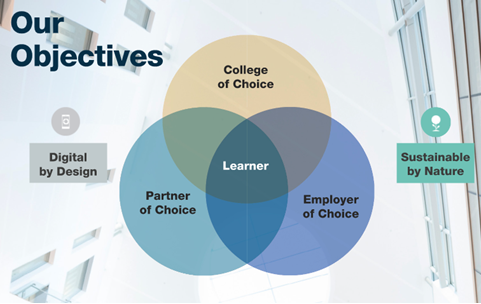 Our
Objectives
College
of Choice
Digital
by Design
Learner
Sustainable
by Nature
Partner
of Choice
Employer
of Choice